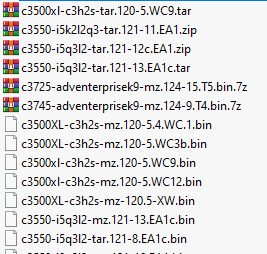 c3500xl-c3h2s-tar.120-5.WC9.tar
c3550-i5k2l2q3-tar.121-11.EA1.zip
c3550-i5q3l2-tar.121-12c.EA1.zip
c3550-i5q3l2-tar.121-13.EA1c.tar
c3725-adventerprisek9-mz.124-15.T5.bin.7z
c3745-adventerprisek9-mz.124-9.T4.bin.7z
c3500XL-c3h2s-mz.120-5.4.WC.1.bin
c3500XL-c3h2s-mz.120-5.WC3b.bin
c3500xl-c3h2s-mz.120-5.WC9.bin
c3500xl-c3h2s-mz.120-5.WC12.bin
c3500XL-c3h2s-mz-120.5-XW.bin
c3550-i5q3l2-mz.121-13.EA1c.bin
c3550-i5q3l2-tar.121-8.EA1c.bin